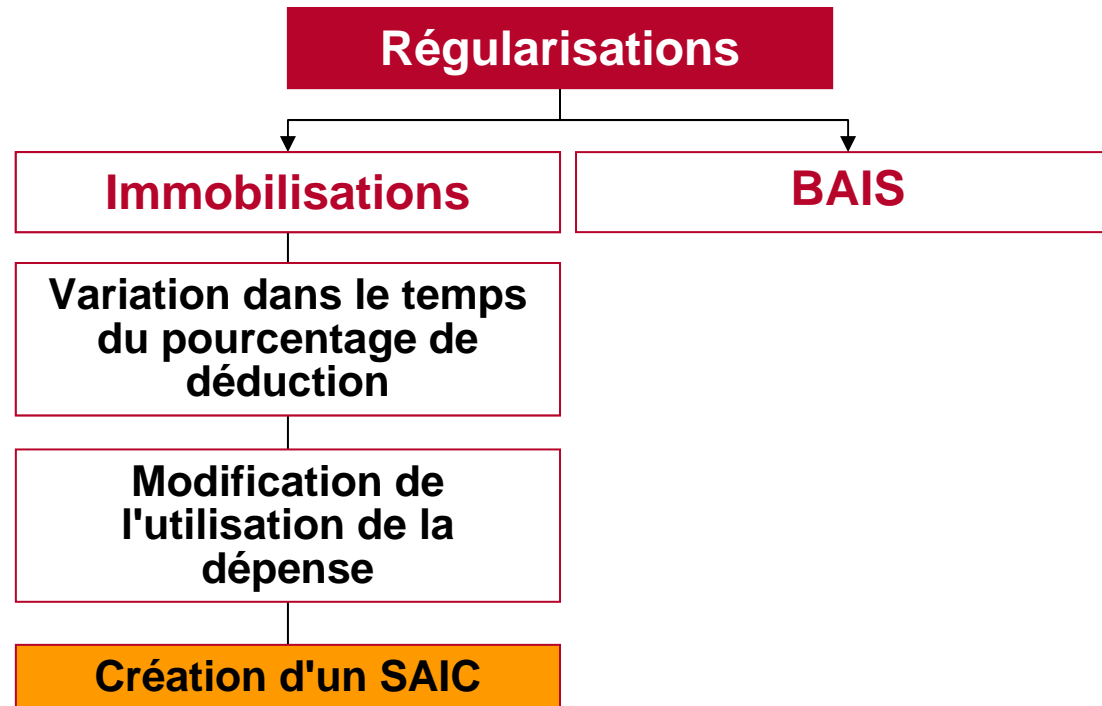 Régularisations
Immobilisations
BAIS
Variation dans le temps
du pourcentage de
déduction
Modification de
l'utilisation de la
dépense
Création d'un SAIC